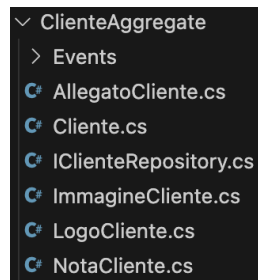 ClienteAggregate
Events
C# AllegatoCliente.cs
C# Cliente.cs
C# IClienteRepository.cs
C# ImmagineCliente.cs
C# LogoCliente.cs
C# NotaCliente.cs